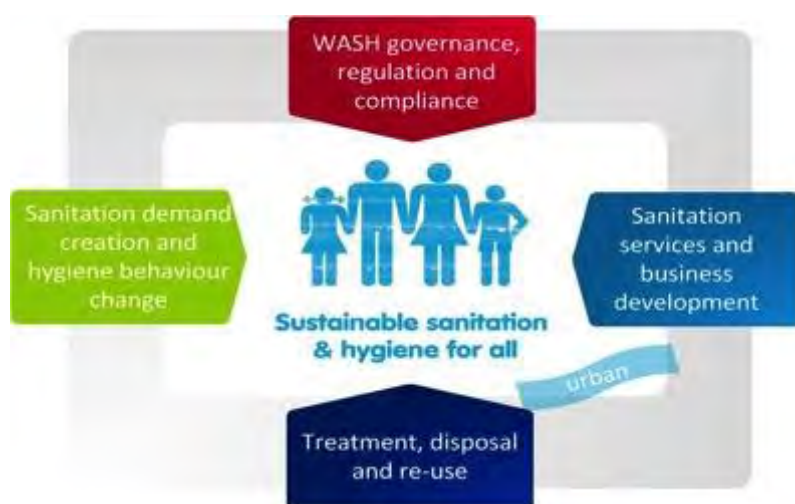 WASH governance,
regulation and
compliance
Sanitation demand
creation and
hygiene behaviour
change
Sanitation
services and
business
development
Sustainable sanitation
& hygiene for all
urban
Treatment, disposal
and re-use